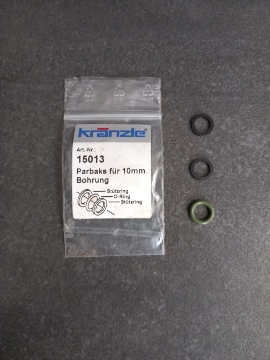 kränzle
Art.-Nr.:
15013
Parbaks für 10mm
Bohrung
Stützring
O-Ring
Stützring